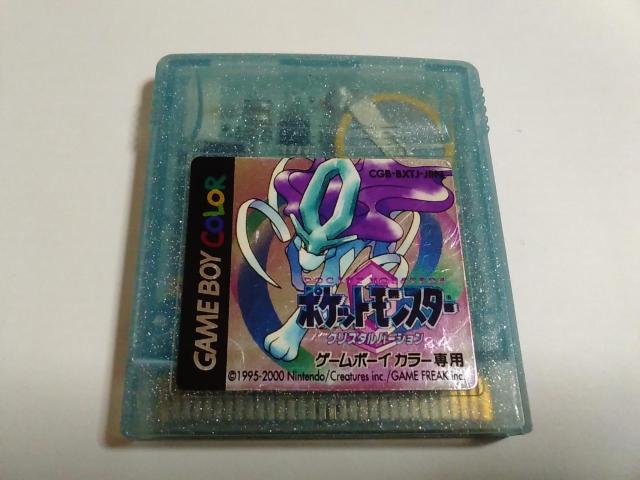 GAME BOY COLOR
CGB-BXTJ-JPN
POCKET MONSTERS
ポケットモンスター
クリスタルバージョン
ゲームボーイ カラー専用
©1995-2000 Nintendo/Creatures inc./GAME FREAK inc.